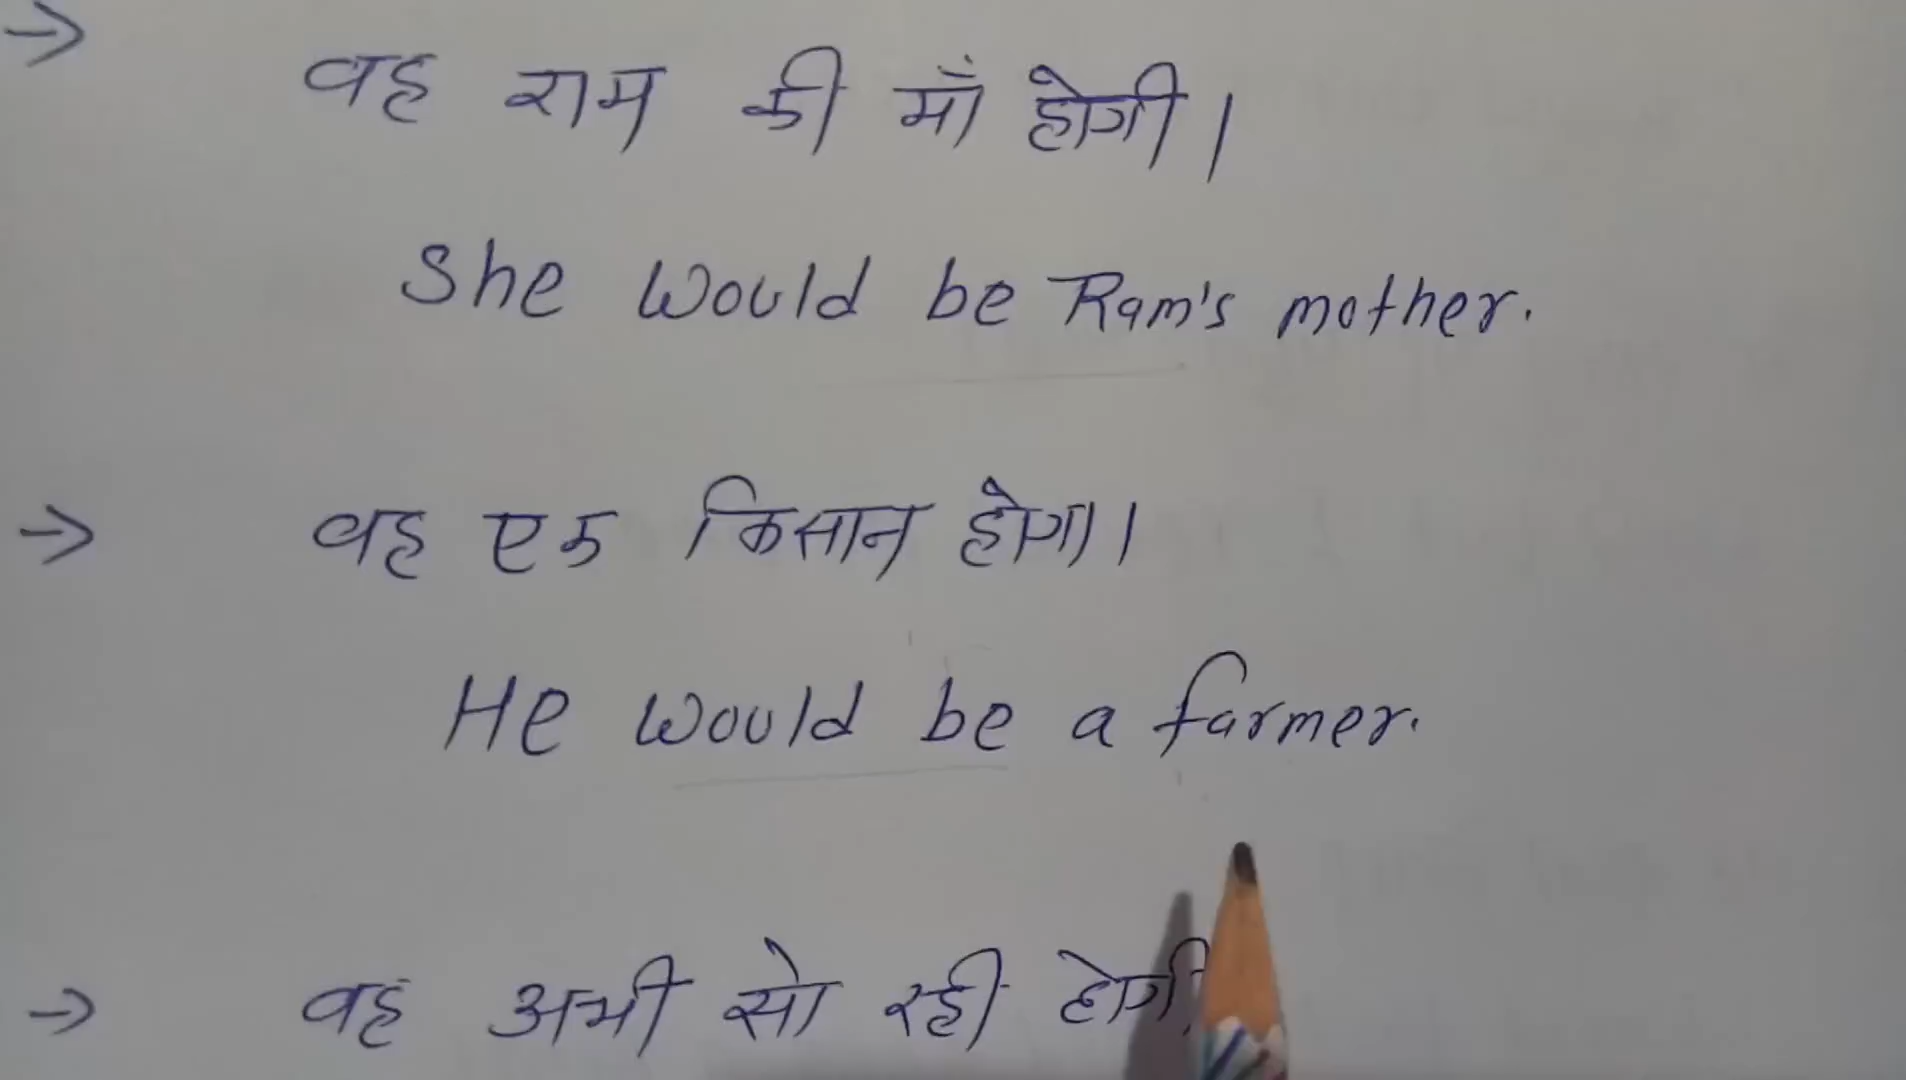 → वह राम की माँ होगी।
She would be Ram's mother.
→ वह एक किसान होगा।
He would be a farmer.
→ वह अभी सो रही होगी